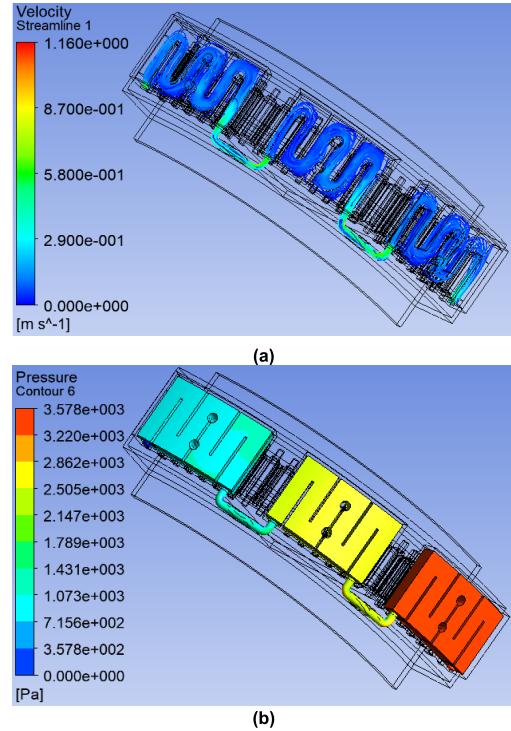 Velocity
Streamline 1
1.160e+000
8.700e-001
5.800e-001
2.900e-001
0.000e+000
[m s^-1]
(a)
Pressure
Contour 6
3.578e+003
3.220e+003
2.862e+003
2.505e+003
2.147e+003
1.789e+003
1.431e+003
1.073e+003
7.156e+002
3.578e+002
0.000e+000
[Pa]
(b)